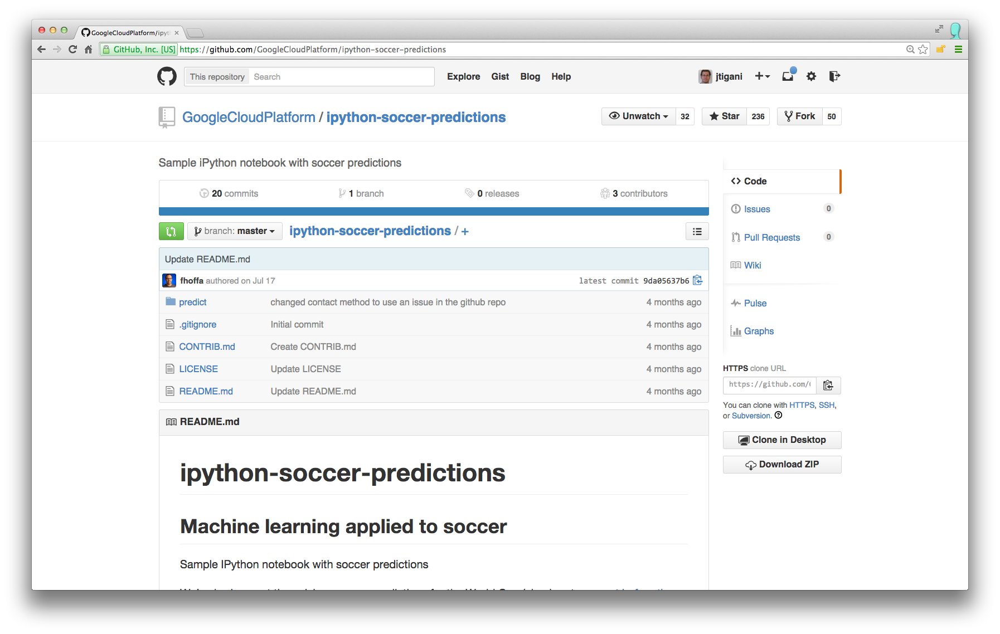 GoogleCloudPlatform/ipyth
GitHub, Inc. [US] https://github.com/GoogleCloudPlatform/ipython-soccer-predictions
This repository Search Explore Gist Blog Help jtigani
GoogleCloudPlatform / ipython-soccer-predictions Unwatch 32 Star 236 Fork 50
Sample iPython notebook with soccer predictions
20 commits 1 branch 0 releases 3 contributors
branch: master ipython-soccer-predictions / +
Update README.md
fhoffa authored on Jul 17 latest commit 9da05637b6
predict changed contact method to use an issue in the github repo 4 months ago
.gitignore Initial commit 4 months ago
CONTRIB.md Create CONTRIB.md 4 months ago
LICENSE Update LICENSE 4 months ago
README.md Update README.md 4 months ago
README.md
ipython-soccer-predictions
Machine learning applied to soccer
Sample IPython notebook with soccer predictions
Code
Issues 0
Pull Requests 0
Wiki
Pulse
Graphs
HTTPS clone URL
https://github.com/
You can clone with HTTPS, SSH,
or Subversion.
Clone in Desktop
Download ZIP